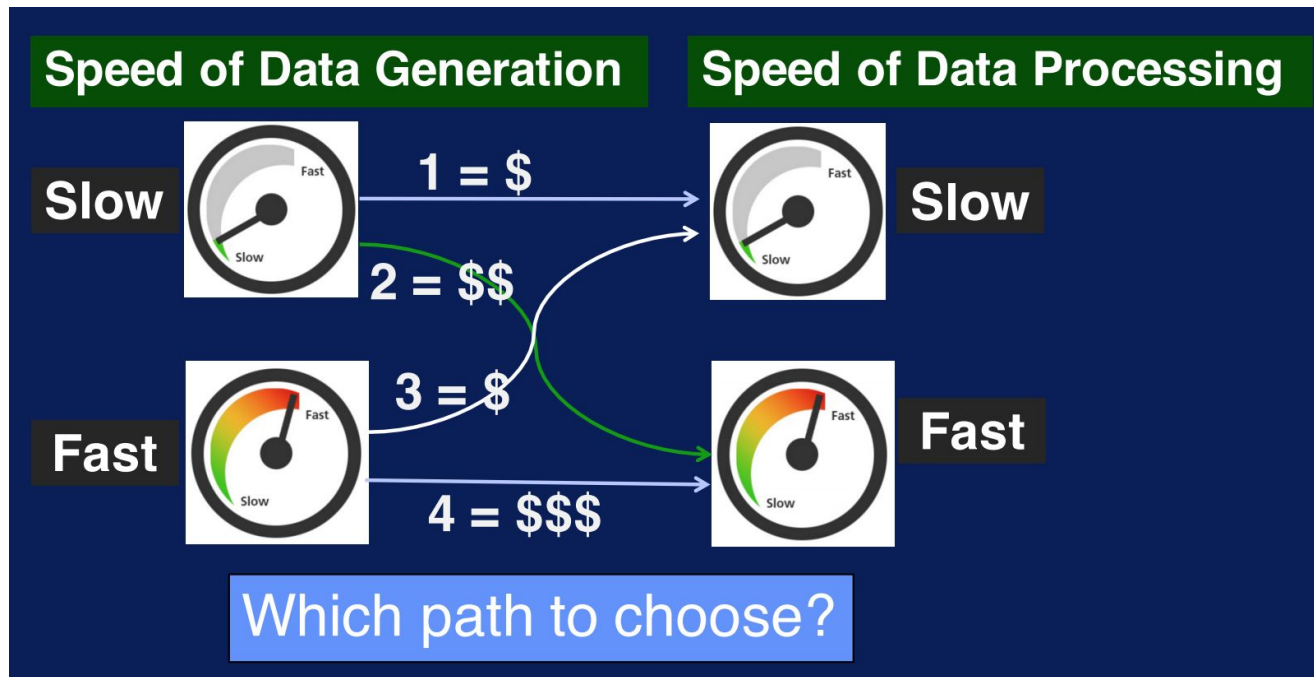 Speed of Data Generation
Speed of Data Processing
Slow
Fast
Slow
1 = $
Fast
Slow
Slow
2 = $$
Fast
Fast
Slow
3 = $
4 = $$$
Fast
Slow
Fast
Which path to choose?